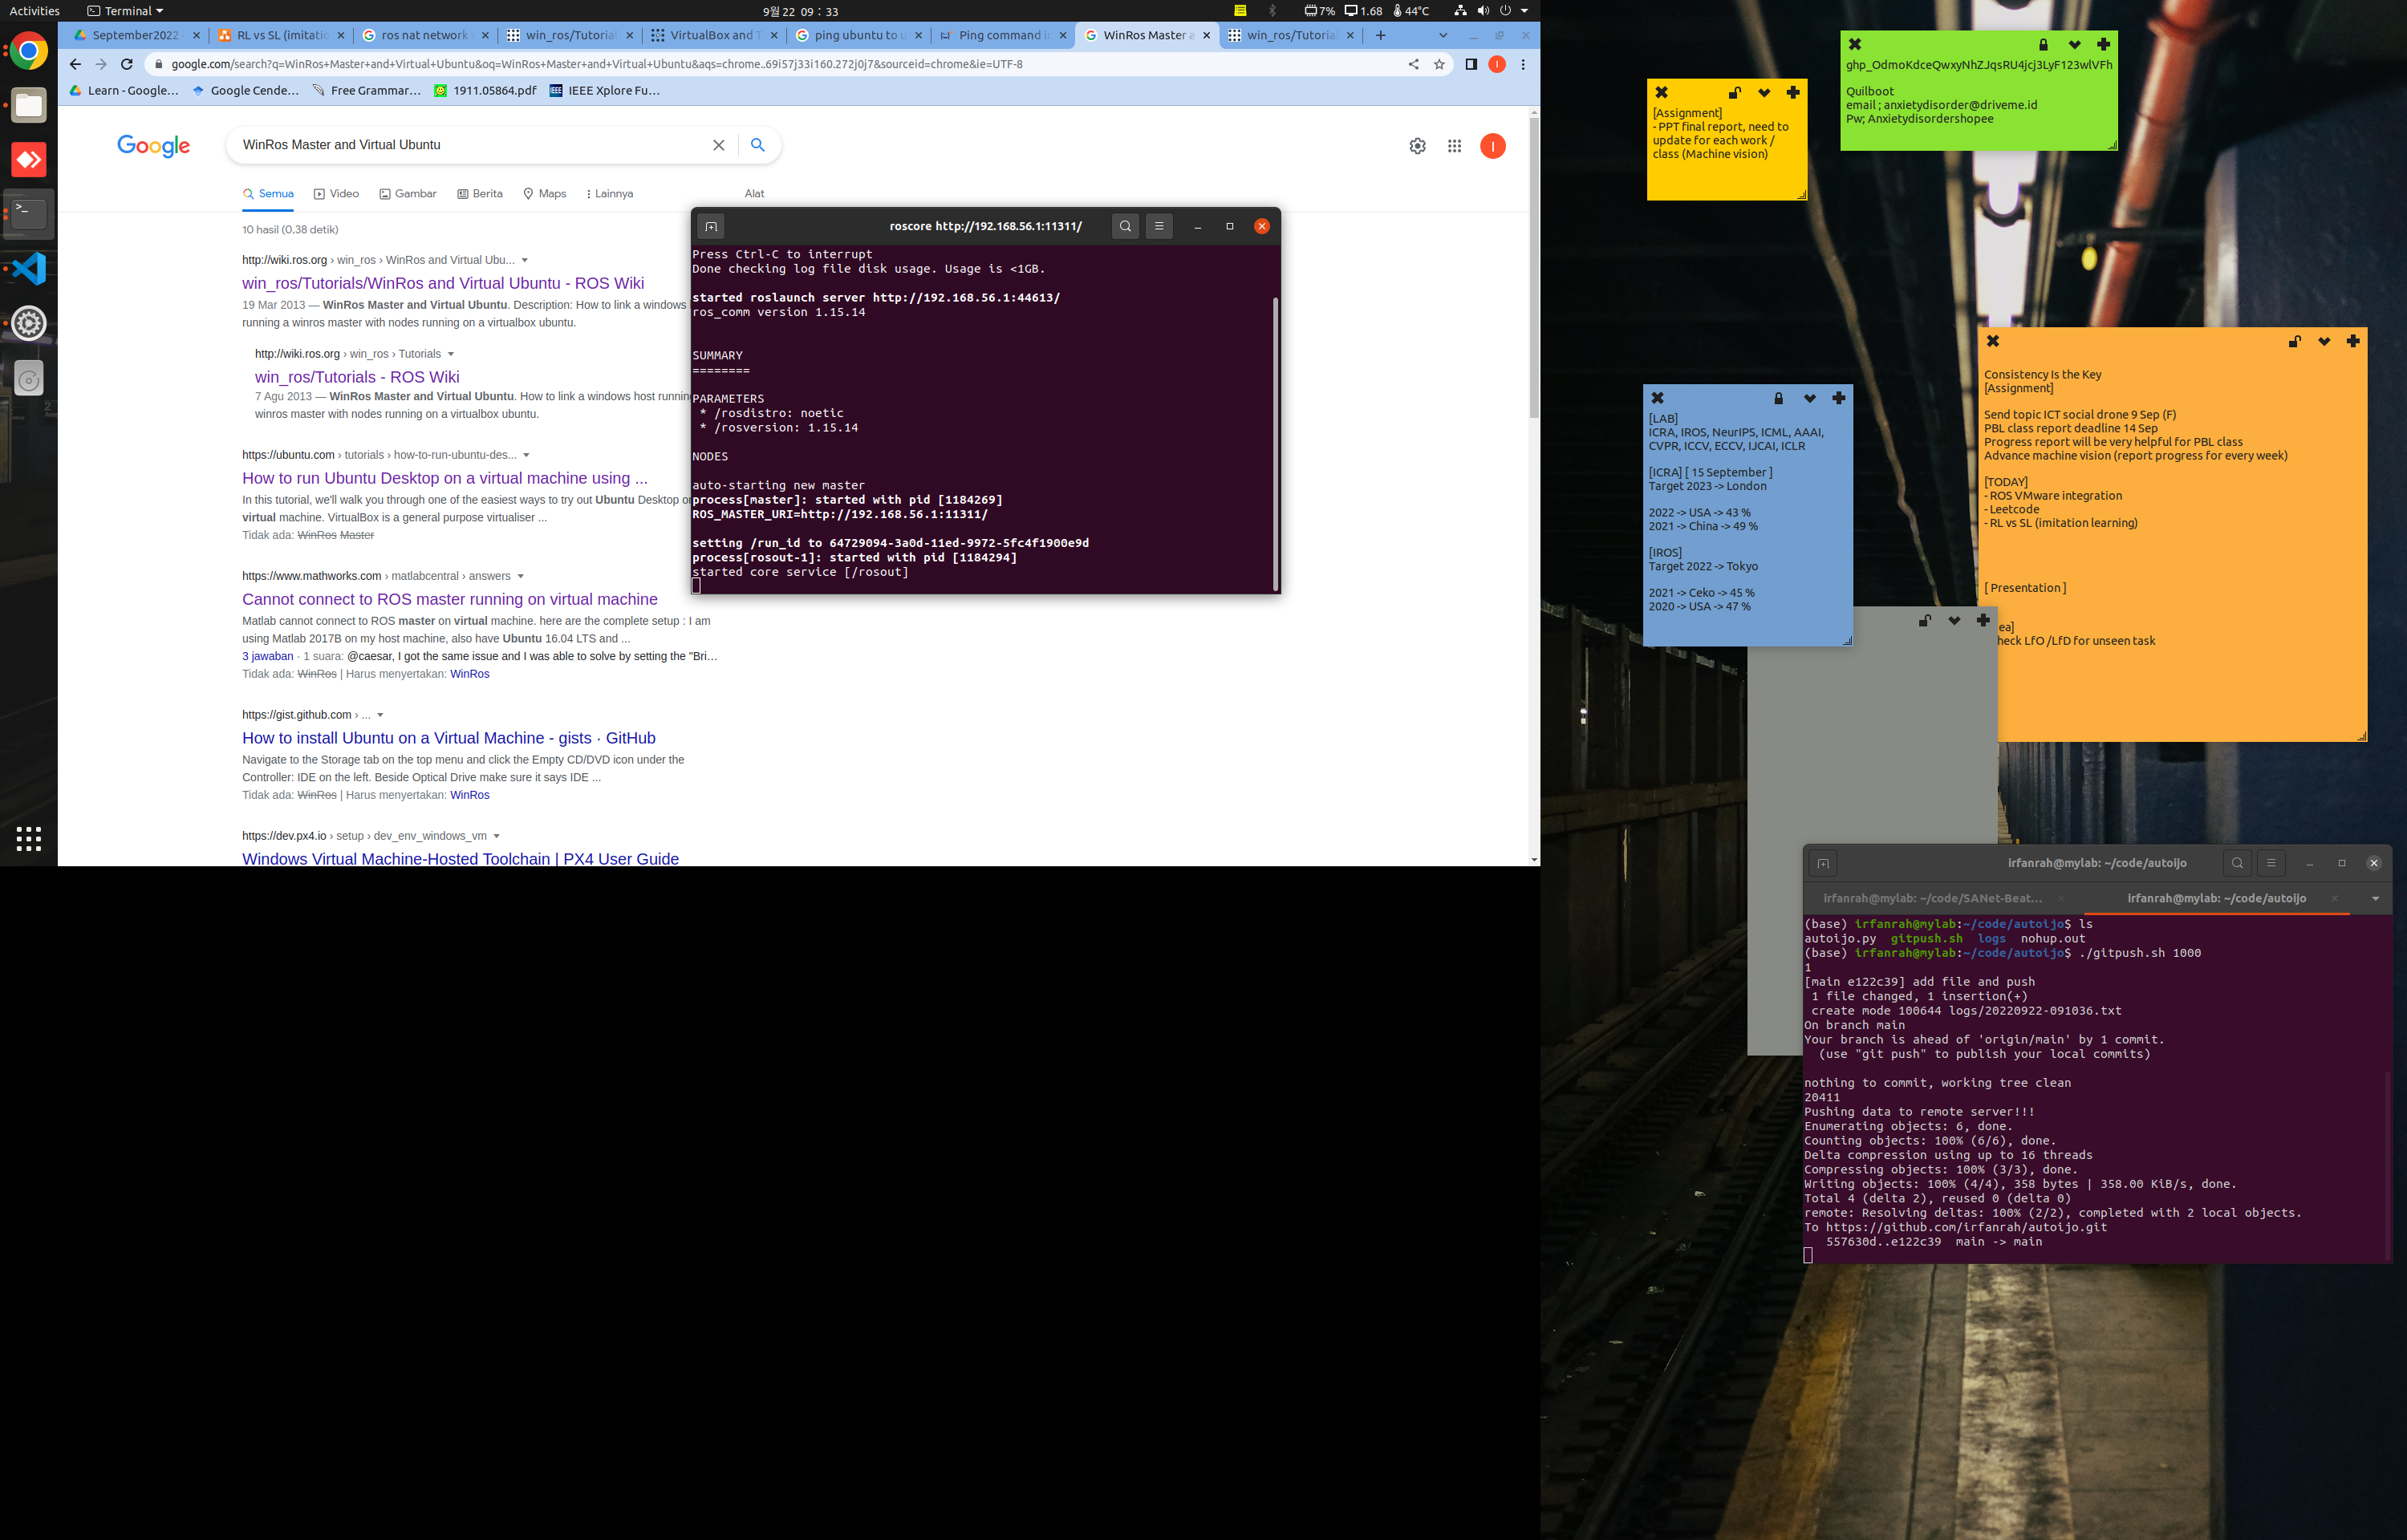 Activities
Terminal
9월 22 09 : 33
7%
1.68
44°C
September2022
RL vs SL (imitatio
ros nat network
win_ros/Tutorial
VirtualBox and T
ping ubuntu to u
Ping command in
WinRos Master a
win_ros/Tutorial
google.com/search?q=WinRos+Master+and+Virtual+Ubuntu&oq=WinRos+Master+and+Virtual+Ubuntu&aqs=chrome..69i57j33i160.272j0j7&sourceid=chrome&ie=UTF-8
Learn - Google...
Google Cende...
Free Grammar...
1911.05864.pdf
IEEE Xplore Fu...
Google
WinRos Master and Virtual Ubuntu
Semua
Video
Gambar
Berita
Maps
Lainnya
Alat
10 hasil (0,38 detik)
http://wiki.ros.org › win_ros › WinRos and Virtual Ubu...
win_ros/Tutorials/WinRos and Virtual Ubuntu - ROS Wiki
19 Mar 2013 — WinRos Master and Virtual Ubuntu. Description: How to link a windows
running a winros master with nodes running on a virtualbox ubuntu.
http://wiki.ros.org › win_ros › Tutorials
win_ros/Tutorials - ROS Wiki
7 Agu 2013 — WinRos Master and Virtual Ubuntu. How to link a windows host runnin
winros master with nodes running on a virtualbox ubuntu.
https://ubuntu.com › tutorials › how-to-run-ubuntu-des...
How to run Ubuntu Desktop on a virtual machine using ...
In this tutorial, we'll walk you through one of the easiest ways to try out Ubuntu Desktop o
virtual machine. VirtualBox is a general purpose virtualiser ...
Tidak ada: WinRos Master
https://www.mathworks.com › matlabcentral › answers
Cannot connect to ROS master running on virtual machine
Matlab cannot connect to ROS master on virtual machine. here are the complete setup : I am
using Matlab 2017B on my host machine, also have Ubuntu 16.04 LTS and ...
3 jawaban · 1 suara: @caesar, I got the same issue and I was able to solve by setting the "Bri...
Tidak ada: WinRos | Harus menyertakan: WinRos
https://gist.github.com › ...
How to install Ubuntu on a Virtual Machine - gists · GitHub
Navigate to the Storage tab on the top menu and click the Empty CD/DVD icon under the
Controller: IDE on the left. Beside Optical Drive make sure it says IDE ...
Tidak ada: WinRos | Harus menyertakan: WinRos
https://dev.px4.io › setup › dev_env_windows_vm
Windows Virtual Machine-Hosted Toolchain | PX4 User Guide
roscore http://192.168.56.1:11311/
Press Ctrl-C to interrupt
Done checking log file disk usage. Usage is <1GB.
started roslaunch server http://192.168.56.1:44613/
ros_comm version 1.15.14
SUMMARY
========
PARAMETERS
* /rosdistro: noetic
* /rosversion: 1.15.14
NODES
auto-starting new master
process[master]: started with pid [1184269]
ROS_MASTER_URI=http://192.168.56.1:11311/
setting /run_id to 64729094-3a0d-11ed-9972-5fc4f1900e9d
process[rosout-1]: started with pid [1184294]
started core service [/rosout]
[Assignment]
- PPT final report, need to
update for each work /
class (Machine vision)
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
Quilboot
email ; anxietydisorder@driveme.id
Pw; Anxietydisordershopee
[LAB]
ICRA, IROS, NeurIPS, ICML, AAAI,
CVPR, ICCV, ECCV, IJCAI, ICLR
[ICRA] [ 15 September ]
Target 2023 -> London
2022 -> USA -> 43 %
2021 -> China -> 49 %
[IROS]
Target 2022 -> Tokyo
2021 -> Ceko -> 45 %
2020 -> USA -> 47 %
Consistency Is the Key
[Assignment]
Send topic ICT social drone 9 Sep (F)
PBL class report deadline 14 Sep
Progress report will be very helpful for PBL class
Advance machine vision (report progress for every week)
[TODAY]
- ROS VMware integration
- Leetcode
- RL vs SL (imitation learning)
[ Presentation ]
ea]
heck LfO /LfD for unseen task
irfanrah@mylab: ~/code/autoijo
irfanrah@mylab: ~/code/SANet-Beat...
irfanrah@mylab: ~/code/autoijo
(base) irfanrah@mylab:~/code/autoijo$ ls
autoijo.py gitpush.sh logs nohup.out
(base) irfanrah@mylab:~/code/autoijo$ ./gitpush.sh 1000
1
[main e122c39] add file and push
1 file changed, 1 insertion(+)
create mode 100644 logs/20220922-091036.txt
On branch main
Your branch is ahead of 'origin/main' by 1 commit.
(use "git push" to publish your local commits)
nothing to commit, working tree clean
20411
Pushing data to remote server!!!
Enumerating objects: 6, done.
Counting objects: 100% (6/6), done.
Delta compression using up to 16 threads
Compressing objects: 100% (3/3), done.
Writing objects: 100% (4/4), 358 bytes | 358.00 KiB/s, done.
Total 4 (delta 2), reused 0 (delta 0)
remote: Resolving deltas: 100% (2/2), completed with 2 local objects.
To https://github.com/irfanrah/autoijo.git
557630d..e122c39 main -> main